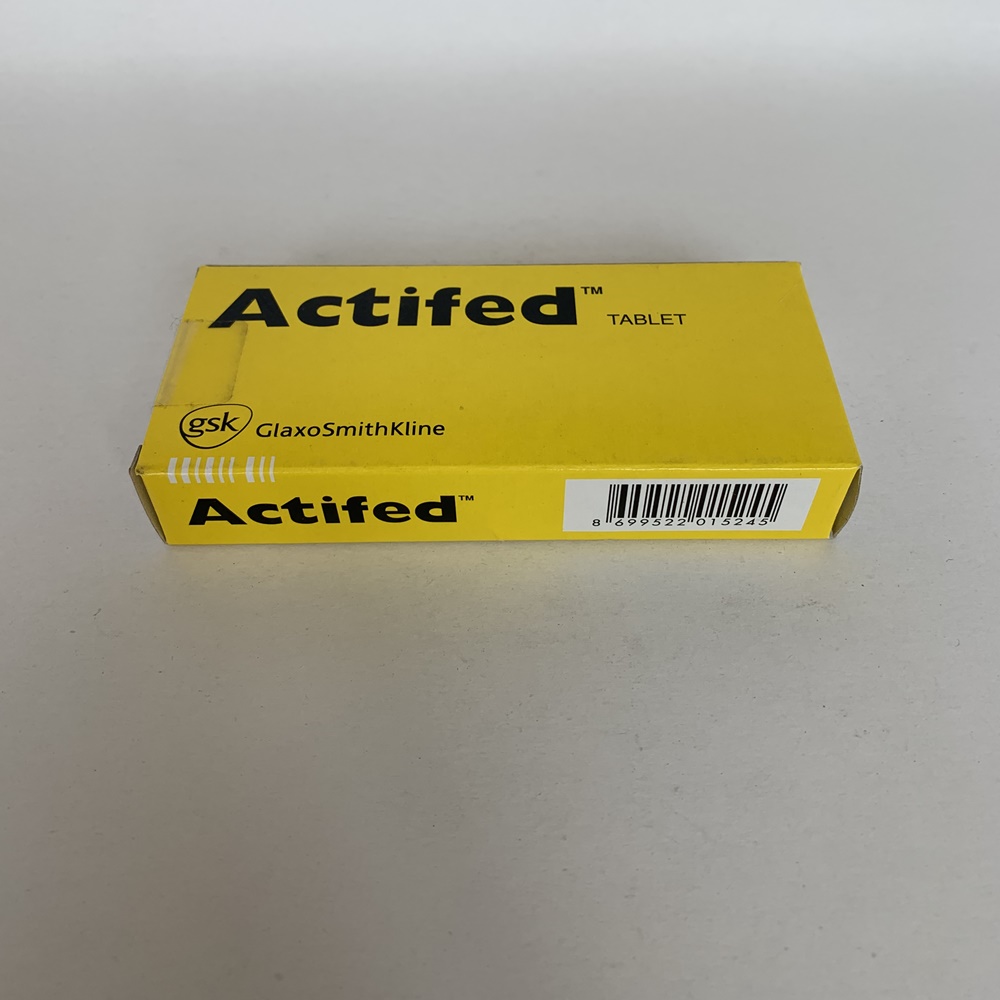 Actifed™ TABLET
gsk GlaxoSmithKline
Actifed™
8 699522 015245